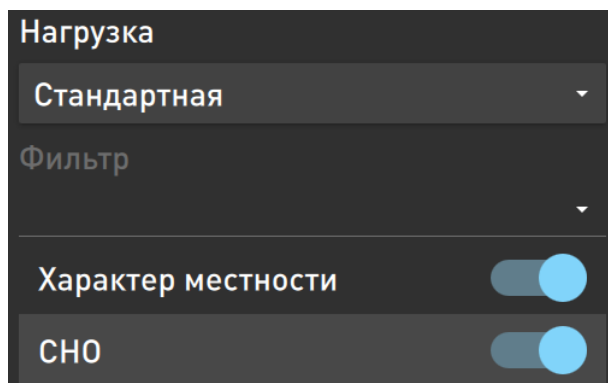 Нагрузка
Стандартная
Фильтр
Характер местности
СНО